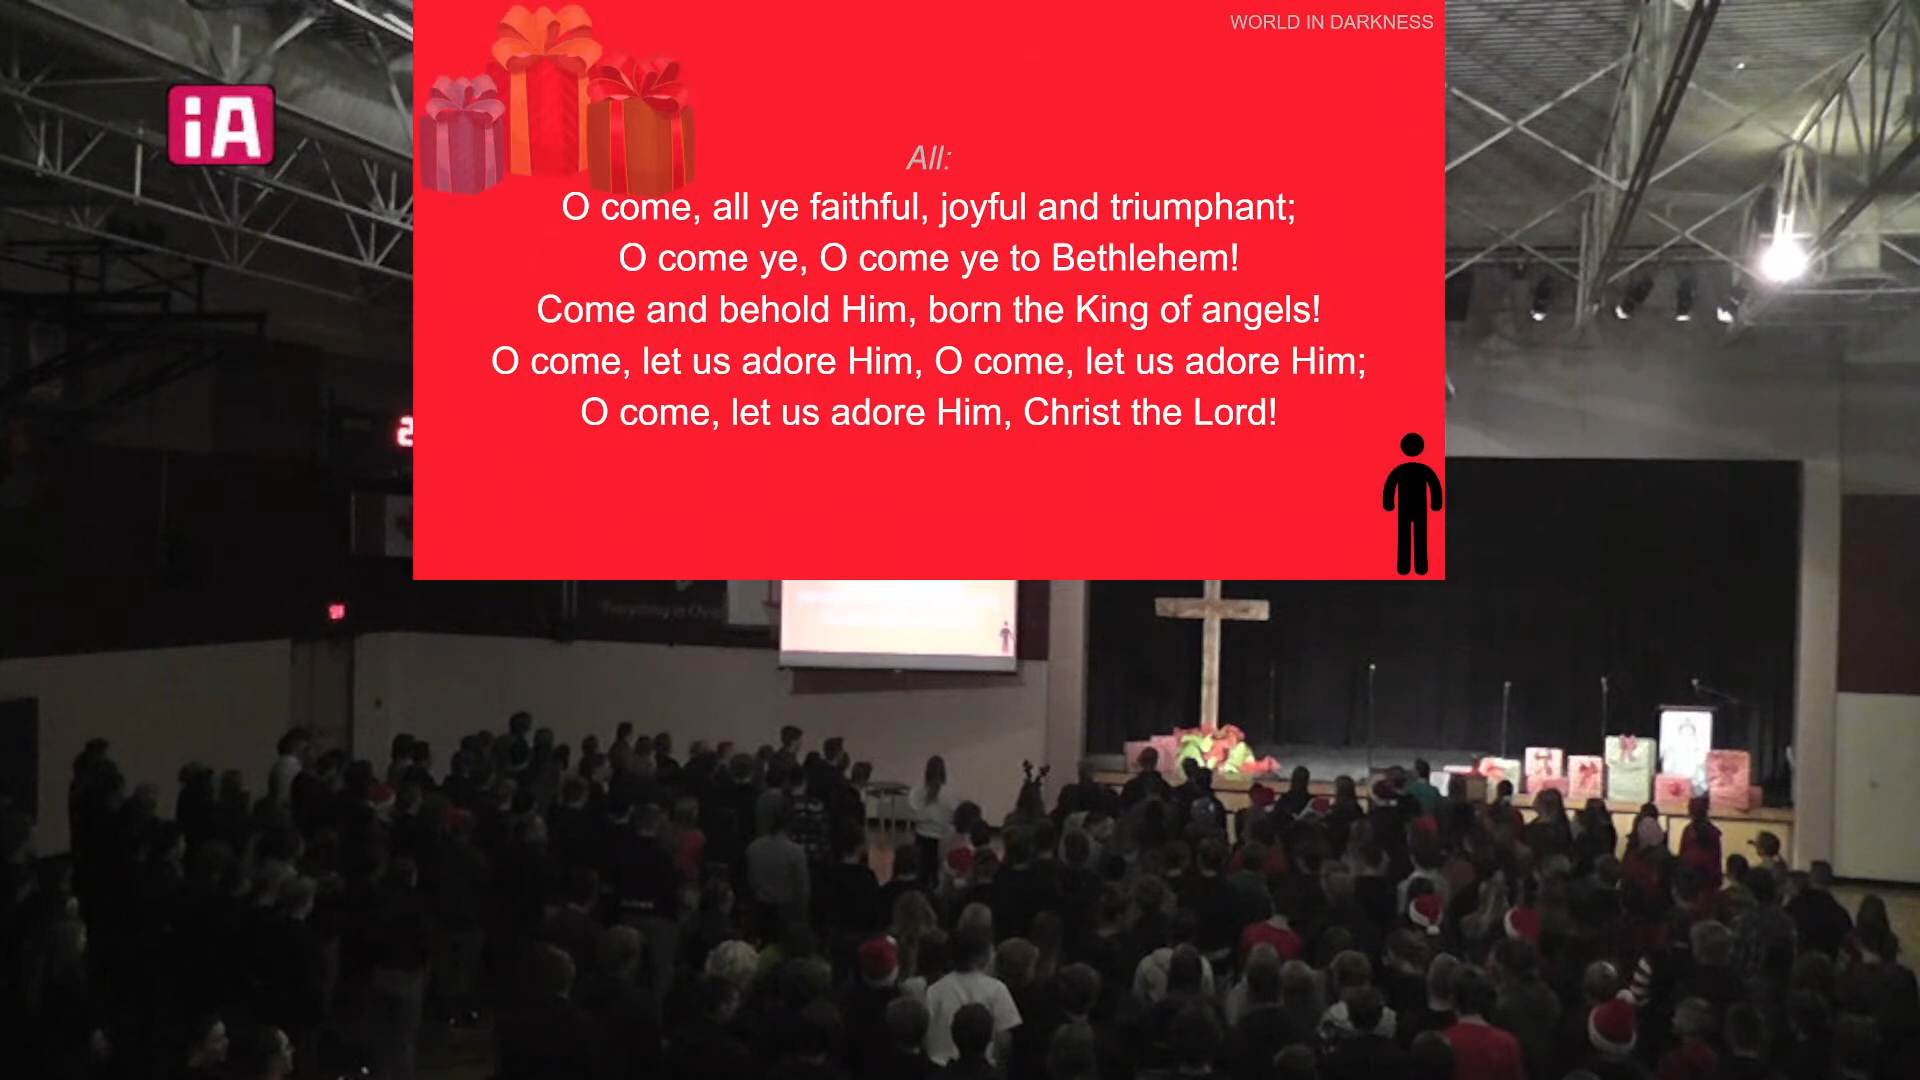 WORLD IN DARKNESS
iA
All:
O come, all ye faithful, joyful and triumphant;
O come ye, O come ye to Bethlehem!
Come and behold Him, born the King of angels!
O come, let us adore Him, O come, let us adore Him;
O come, let us adore Him, Christ the Lord!